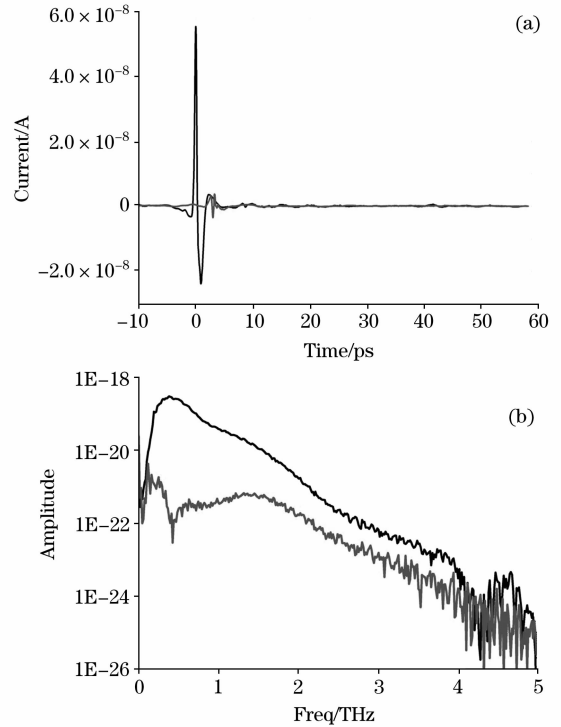 6.0 × 10⁻⁸
(a)
4.0 × 10⁻⁸
2.0 × 10⁻⁸
0
−2.0 × 10⁻⁸
Current/A
−10 0 10 20 30 40 50 60
Time/ps
1E−18
(b)
1E−20
1E−22
1E−24
1E−26
Amplitude
0 1 2 3 4 5
Freq/THz